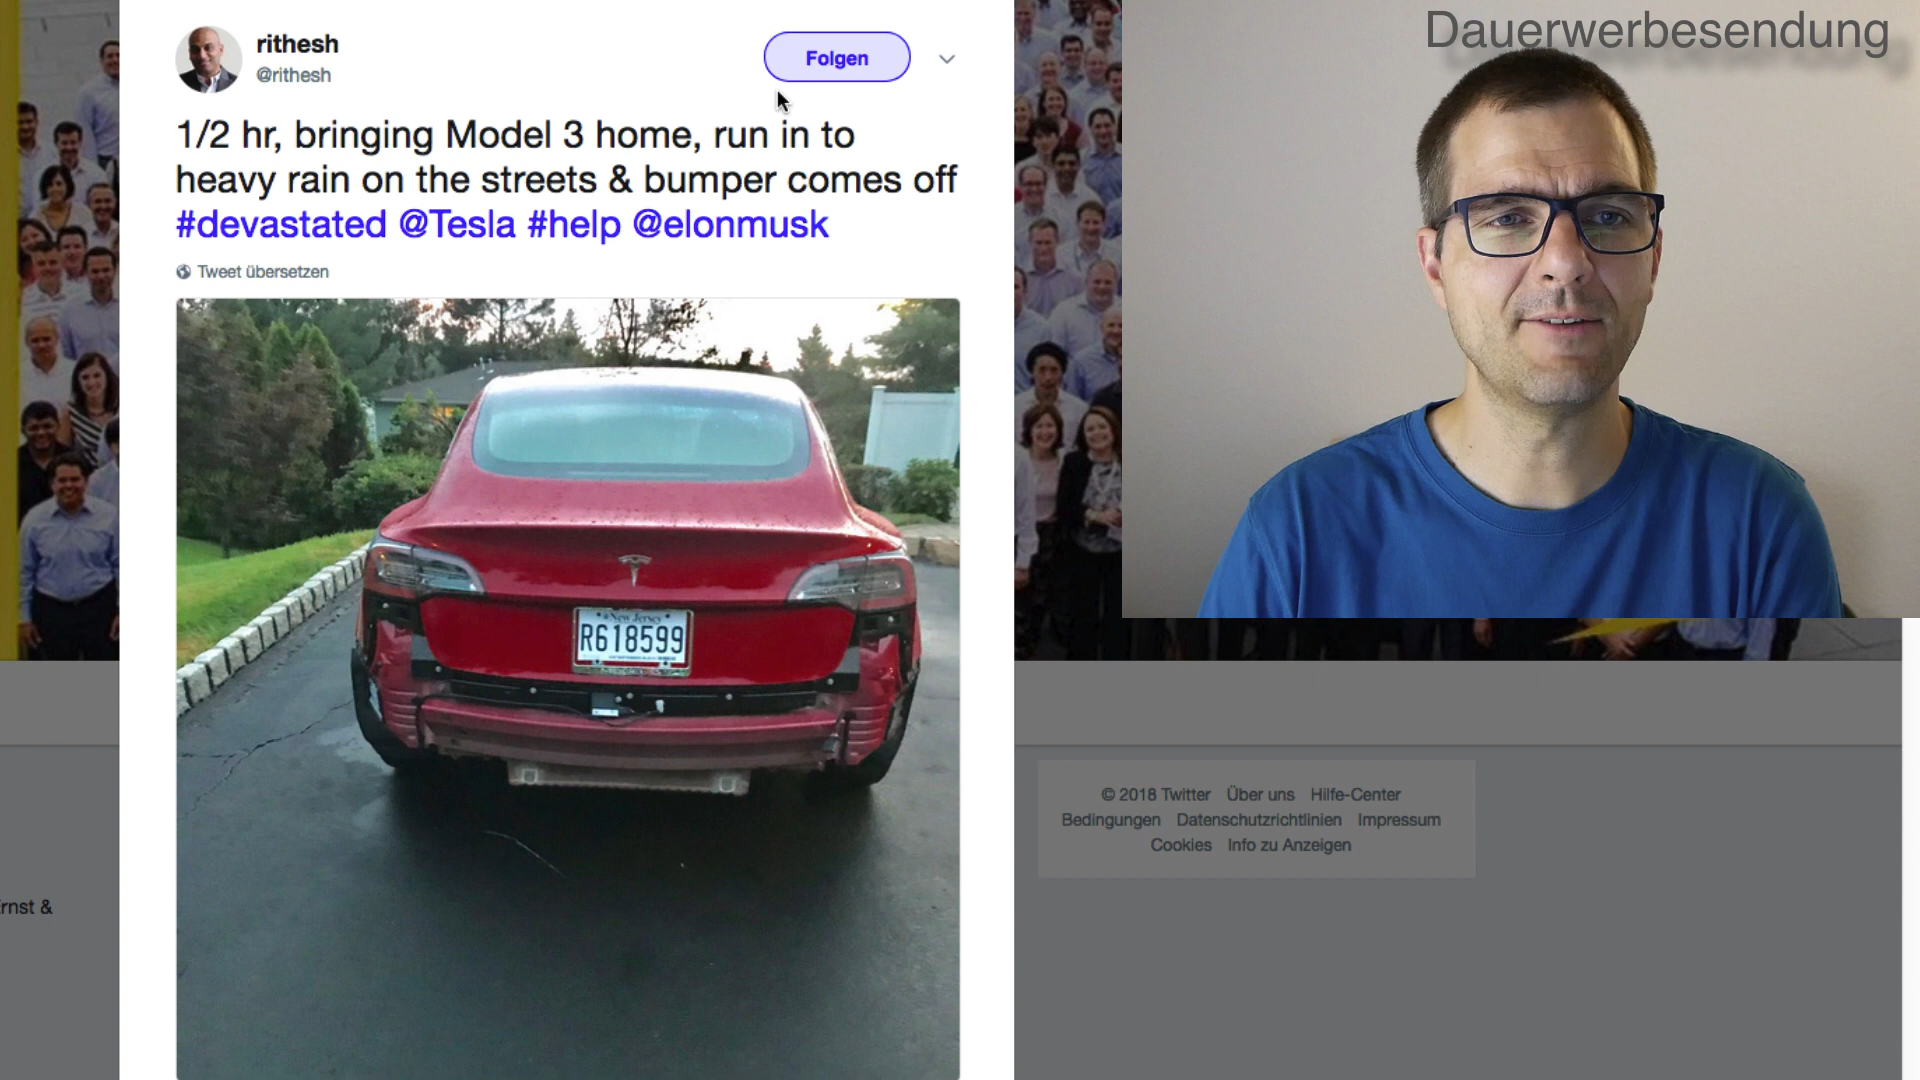 Dauerwerbesendung
rithesh
@rithesh
Folgen
1/2 hr, bringing Model 3 home, run in to
heavy rain on the streets & bumper comes off
#devastated @Tesla #help @elonmusk
Tweet übersetzen
New Jersey
R618599
© 2018 Twitter Über uns Hilfe-Center
Bedingungen Datenschutzrichtlinien Impressum
Cookies Info zu Anzeigen
rnst &